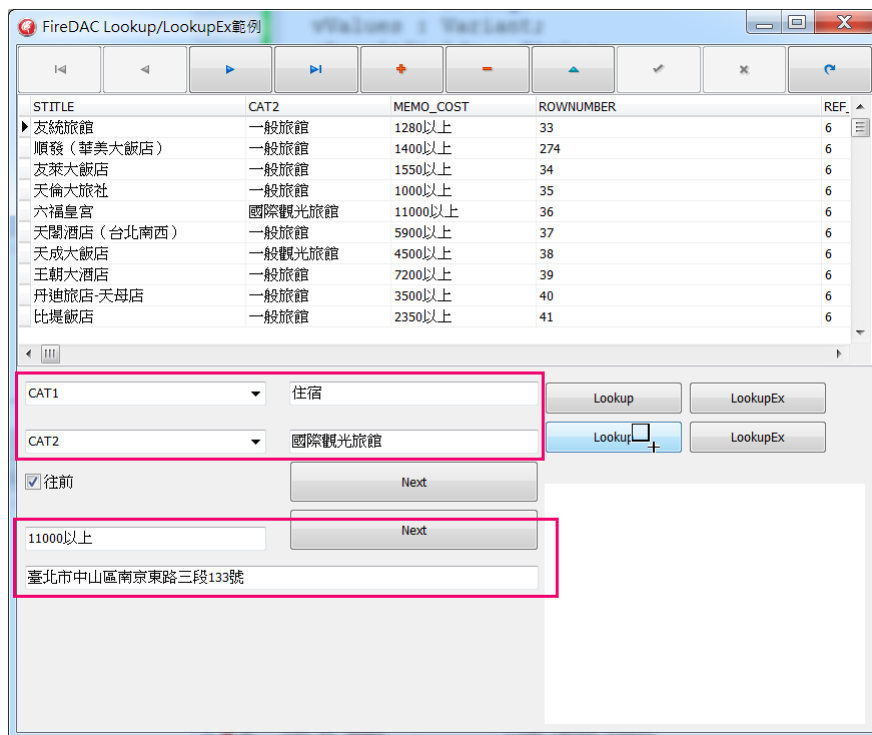 FireDAC Lookup/LookupEx範例
vValues : Variant;
STITLE CAT2 MEMO_COST ROWNUMBER REF_
友統旅館 一般旅館 1280以上 33 6
順發（華美大飯店） 一般旅館 1400以上 274 6
友萊大飯店 一般旅館 1550以上 34 6
天倫大旅社 一般旅館 1000以上 35 6
六福皇宮 國際觀光旅館 11000以上 36 6
天閣酒店（台北南西） 一般旅館 5900以上 37 6
天成大飯店 一般觀光旅館 4500以上 38 6
王朝大酒店 一般旅館 7200以上 39 6
丹迪旅店-天母店 一般旅館 3500以上 40 6
比堤飯店 一般旅館 2350以上 41 6
CAT1 住宿 Lookup LookupEx
CAT2 國際觀光旅館 Lookup LookupEx
往前 Next
11000以上 Next
臺北市中山區南京東路三段133號